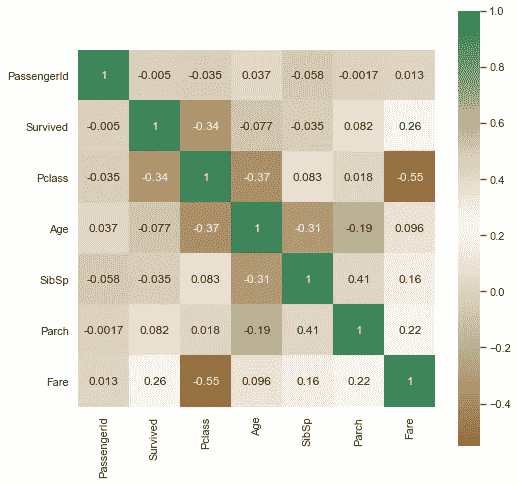 1.0
PassengerId 1 -0.005 -0.035 0.037 -0.058 -0.0017 0.013
0.8
Survived -0.005 1 -0.34 -0.077 -0.035 0.082 0.26
0.6
Pclass -0.035 -0.34 1 -0.37 0.083 0.018 -0.55
0.4
Age 0.037 -0.077 -0.37 1 -0.31 -0.19 0.096
0.2
SibSp -0.058 -0.035 0.083 -0.31 1 0.41 0.16
0.0
Parch -0.0017 0.082 0.018 -0.19 0.41 1 0.22
-0.2
Fare 0.013 0.26 -0.55 0.096 0.16 0.22 1
-0.4
PassengerId
Survived
Pclass
Age
SibSp
Parch
Fare